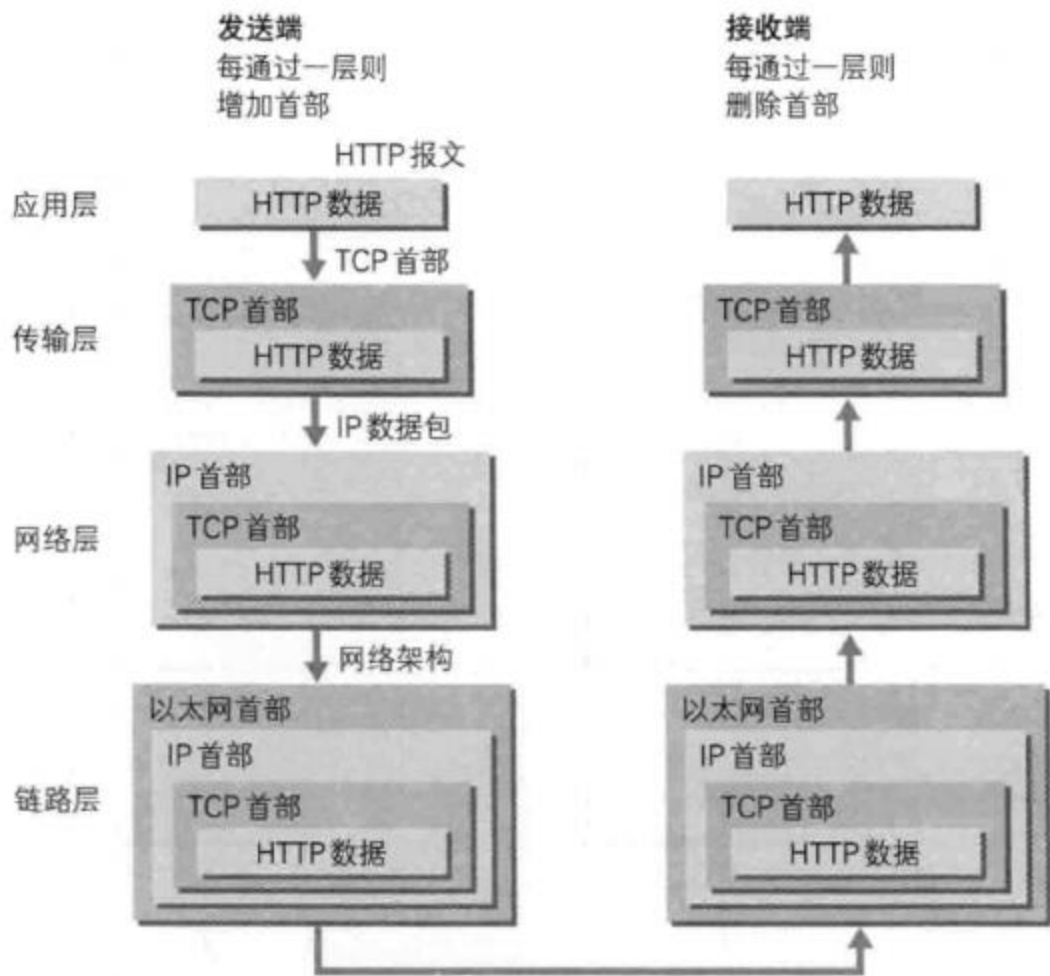 发送端
每通过一层则
增加首部
接收端
每通过一层则
删除首部
HTTP 报文
应用层
HTTP 数据
HTTP 数据
TCP 首部
传输层
TCP 首部
HTTP 数据
TCP 首部
HTTP 数据
IP 数据包
网络层
IP 首部
TCP 首部
HTTP 数据
IP 首部
TCP 首部
HTTP 数据
网络架构
链路层
以太网首部
IP 首部
TCP 首部
HTTP 数据
以太网首部
IP 首部
TCP 首部
HTTP 数据